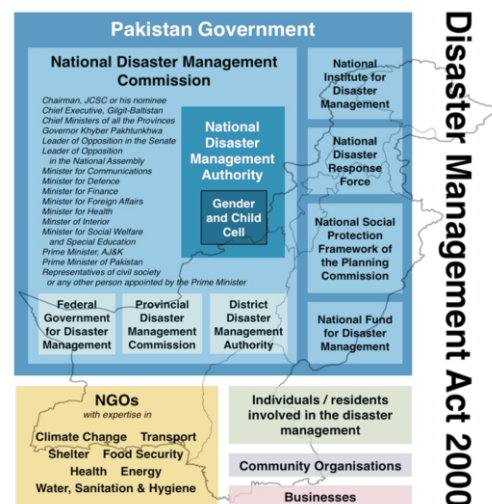 Pakistan Government
National Disaster Management
Commission
Chairman, JCSC or his nominee
Chief Executive, Gilgit-Baltistan
Chief Ministers of all the Provinces
Governor Khyber Pakhtunkhwa
Leader of Opposition in the Senate
Leader of Opposition
in the National Assembly
Minister for Communications
Minister for Defence
Minister for Finance
Minister for Foreign Affairs
Minister for Health
Minster of Interior
Minister for Social Welfare
and Special Education
Prime Minister, AJ&K
Prime Minister of Pakistan
Representatives of civil society
or any other person appointed by the Prime Minister
National
Disaster
Management
Authority
Gender
and Child
Cell
Federal
Government
for Disaster
Management
Provincial
Disaster
Management
Commission
District
Disaster
Management
Authority
National
Institute for
Disaster
Management
National
Disaster
Response
Force
National Social
Protection
Framework of
the Planning
Commission
National Fund
for Disaster
Management
NGOs
with expertise in
Climate Change Transport
Shelter Food Security
Health Energy
Water, Sanitation & Hygiene
Individuals / residents
involved in the disaster
management
Community Organisations
Businesses
Disaster Management Act 2000